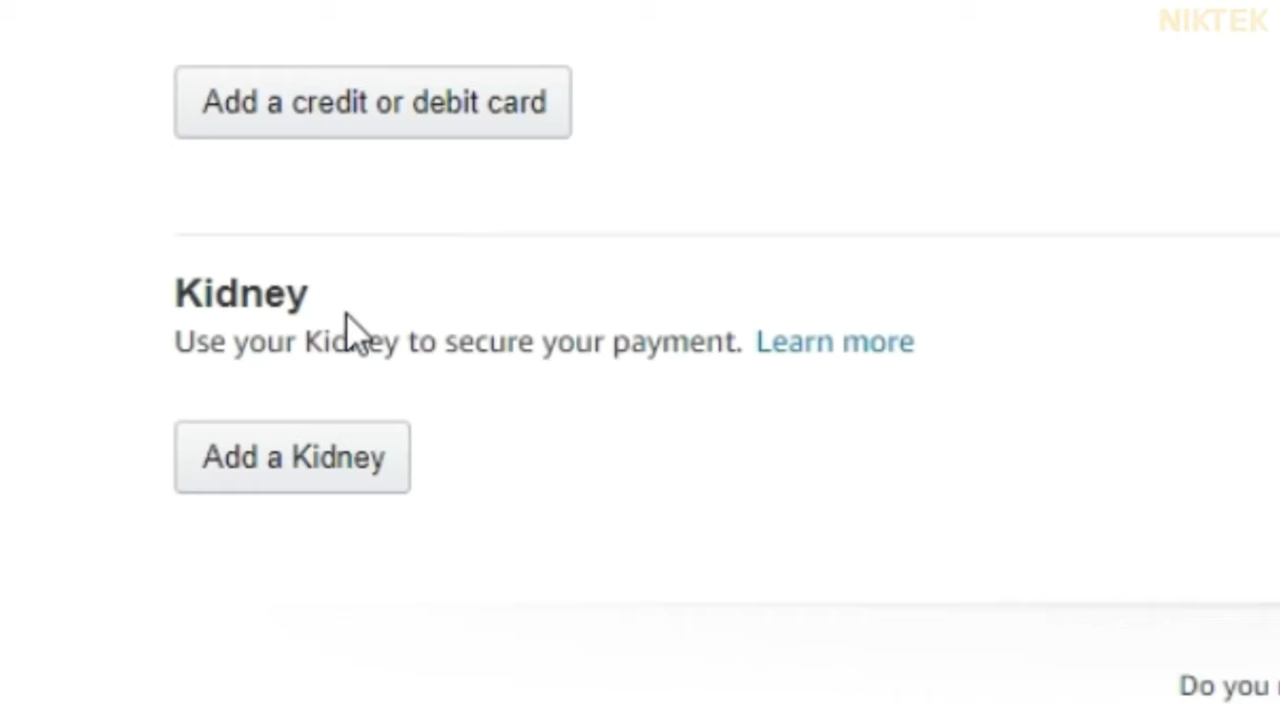 NIKTEK
Add a credit or debit card
Kidney
Use your Kidney to secure your payment. Learn more
Add a Kidney
Do you